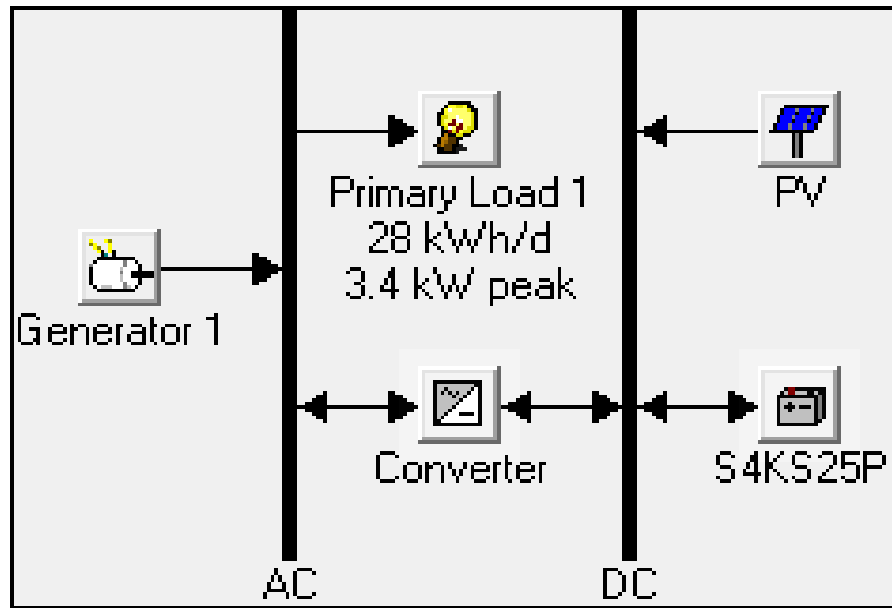 Primary Load 1
28 kWh/d
3.4 kW peak
PV
Generator 1
Converter
S4KS25P
AC
DC